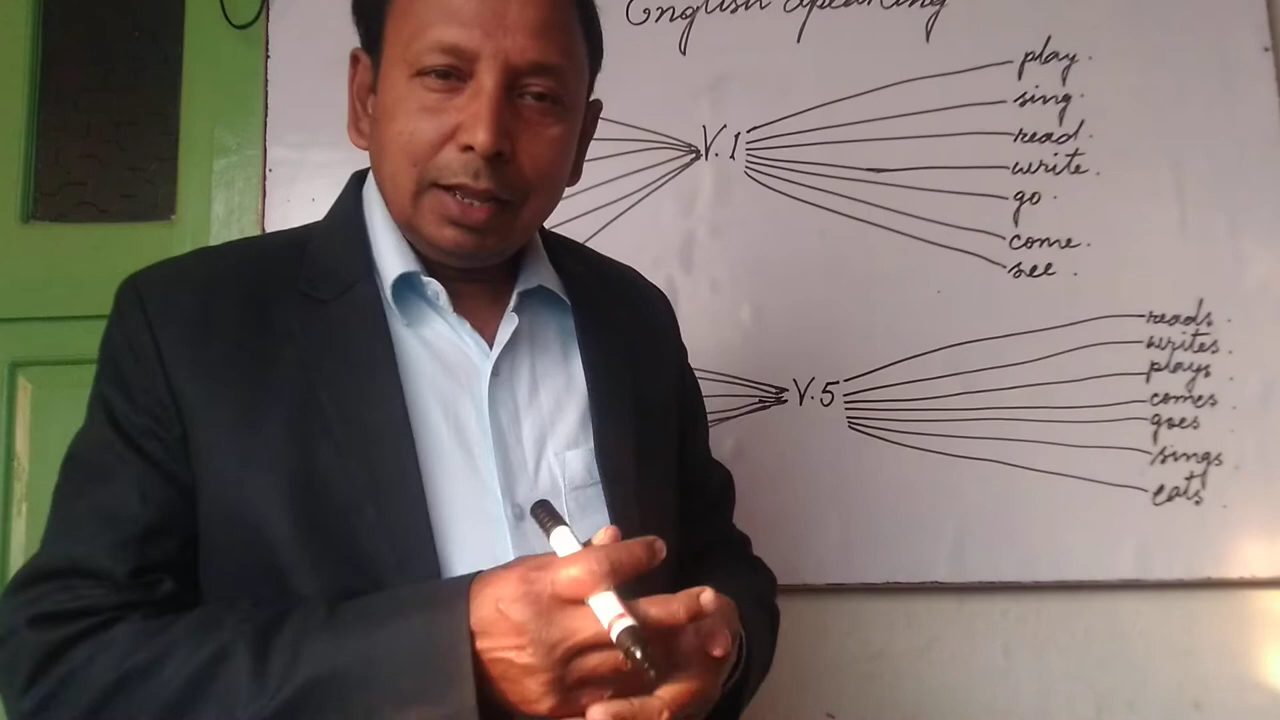 English Speaking
V.1
play.
sing.
read.
write.
go.
come.
see.
V.5
reads.
writes.
plays.
comes
goes
sings
eats